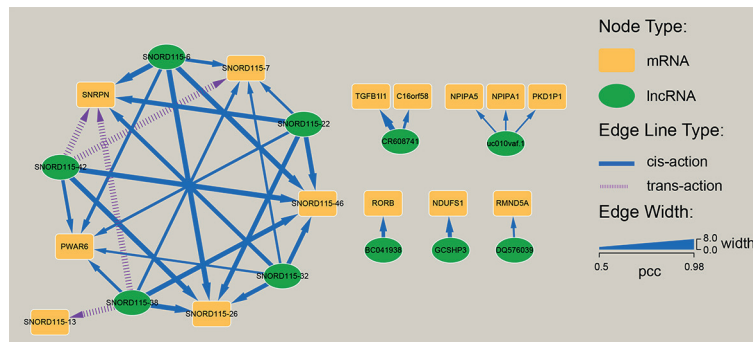 SNORD115-6
SNORD115-7
SNRPN
SNORD115-22
SNORD115-42
SNORD115-46
PWAR6
SNORD115-32
SNORD115-38
SNORD115-26
SNORD115-13
TGFB1I1
C16orf58
CR608741
NPIPA5
NPIPA1
PKD1P1
uc010vaf.1
RORB
BC041938
NDUFS1
GCSHP3
RMND5A
DQ576039
Node Type:
mRNA
lncRNA
Edge Line Type:
cis-action
trans-action
Edge Width:
8.0
width
0.0
0.5
0.98
pcc